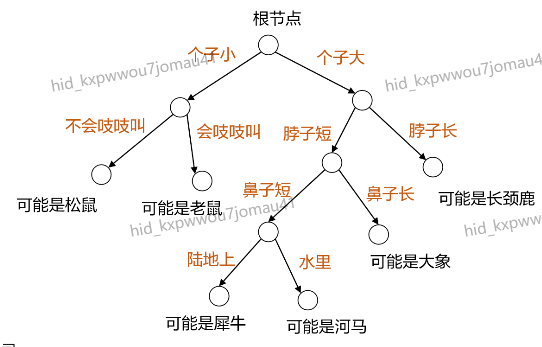 根节点
个子小
个子大
hid_kxpwwou7jomau41
hid_kxpwwou7jomau4
不会吱吱叫
会吱吱叫
脖子短
脖子长
鼻子短
鼻子长
可能是松鼠
可能是老鼠
可能是长颈鹿
hid_kxpwwou7jomau41
hid_kxpww
陆地上
水里
可能是大象
可能是犀牛
可能是河马